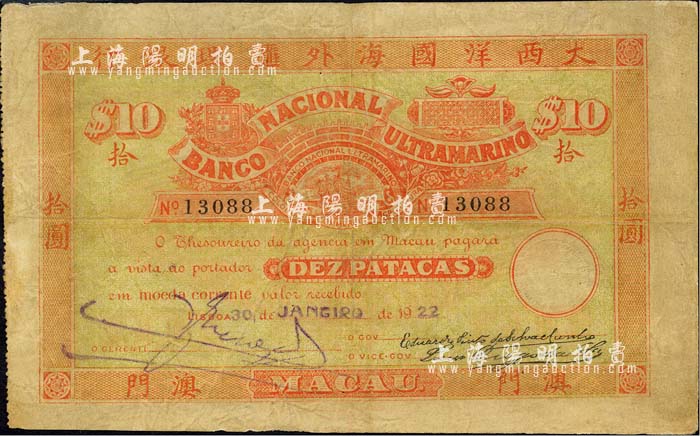 大西洋國海外匯理銀行
上海陽明拍賣
www.yangmingauction.com
$10
拾
BANCO NACIONAL ULTRAMARINO
$10
拾
BANCO NACIONAL ULTRAMARINO
拾圓
拾圓
Nº 13088
Nº 13088
上海陽明拍賣
www.yangmingauction.com
O Thesoureiro da agencia em Macau pagará
a vista ao portador DEZ PATACAS
em moeda corrente valor recebido
LISBOA 30, de JANEIRO de 1922
O GERENTE
O GOV.
O VICE-GOV.
上海陽明拍賣
www.yangmingauction.com
門澳
MACAU.
門澳